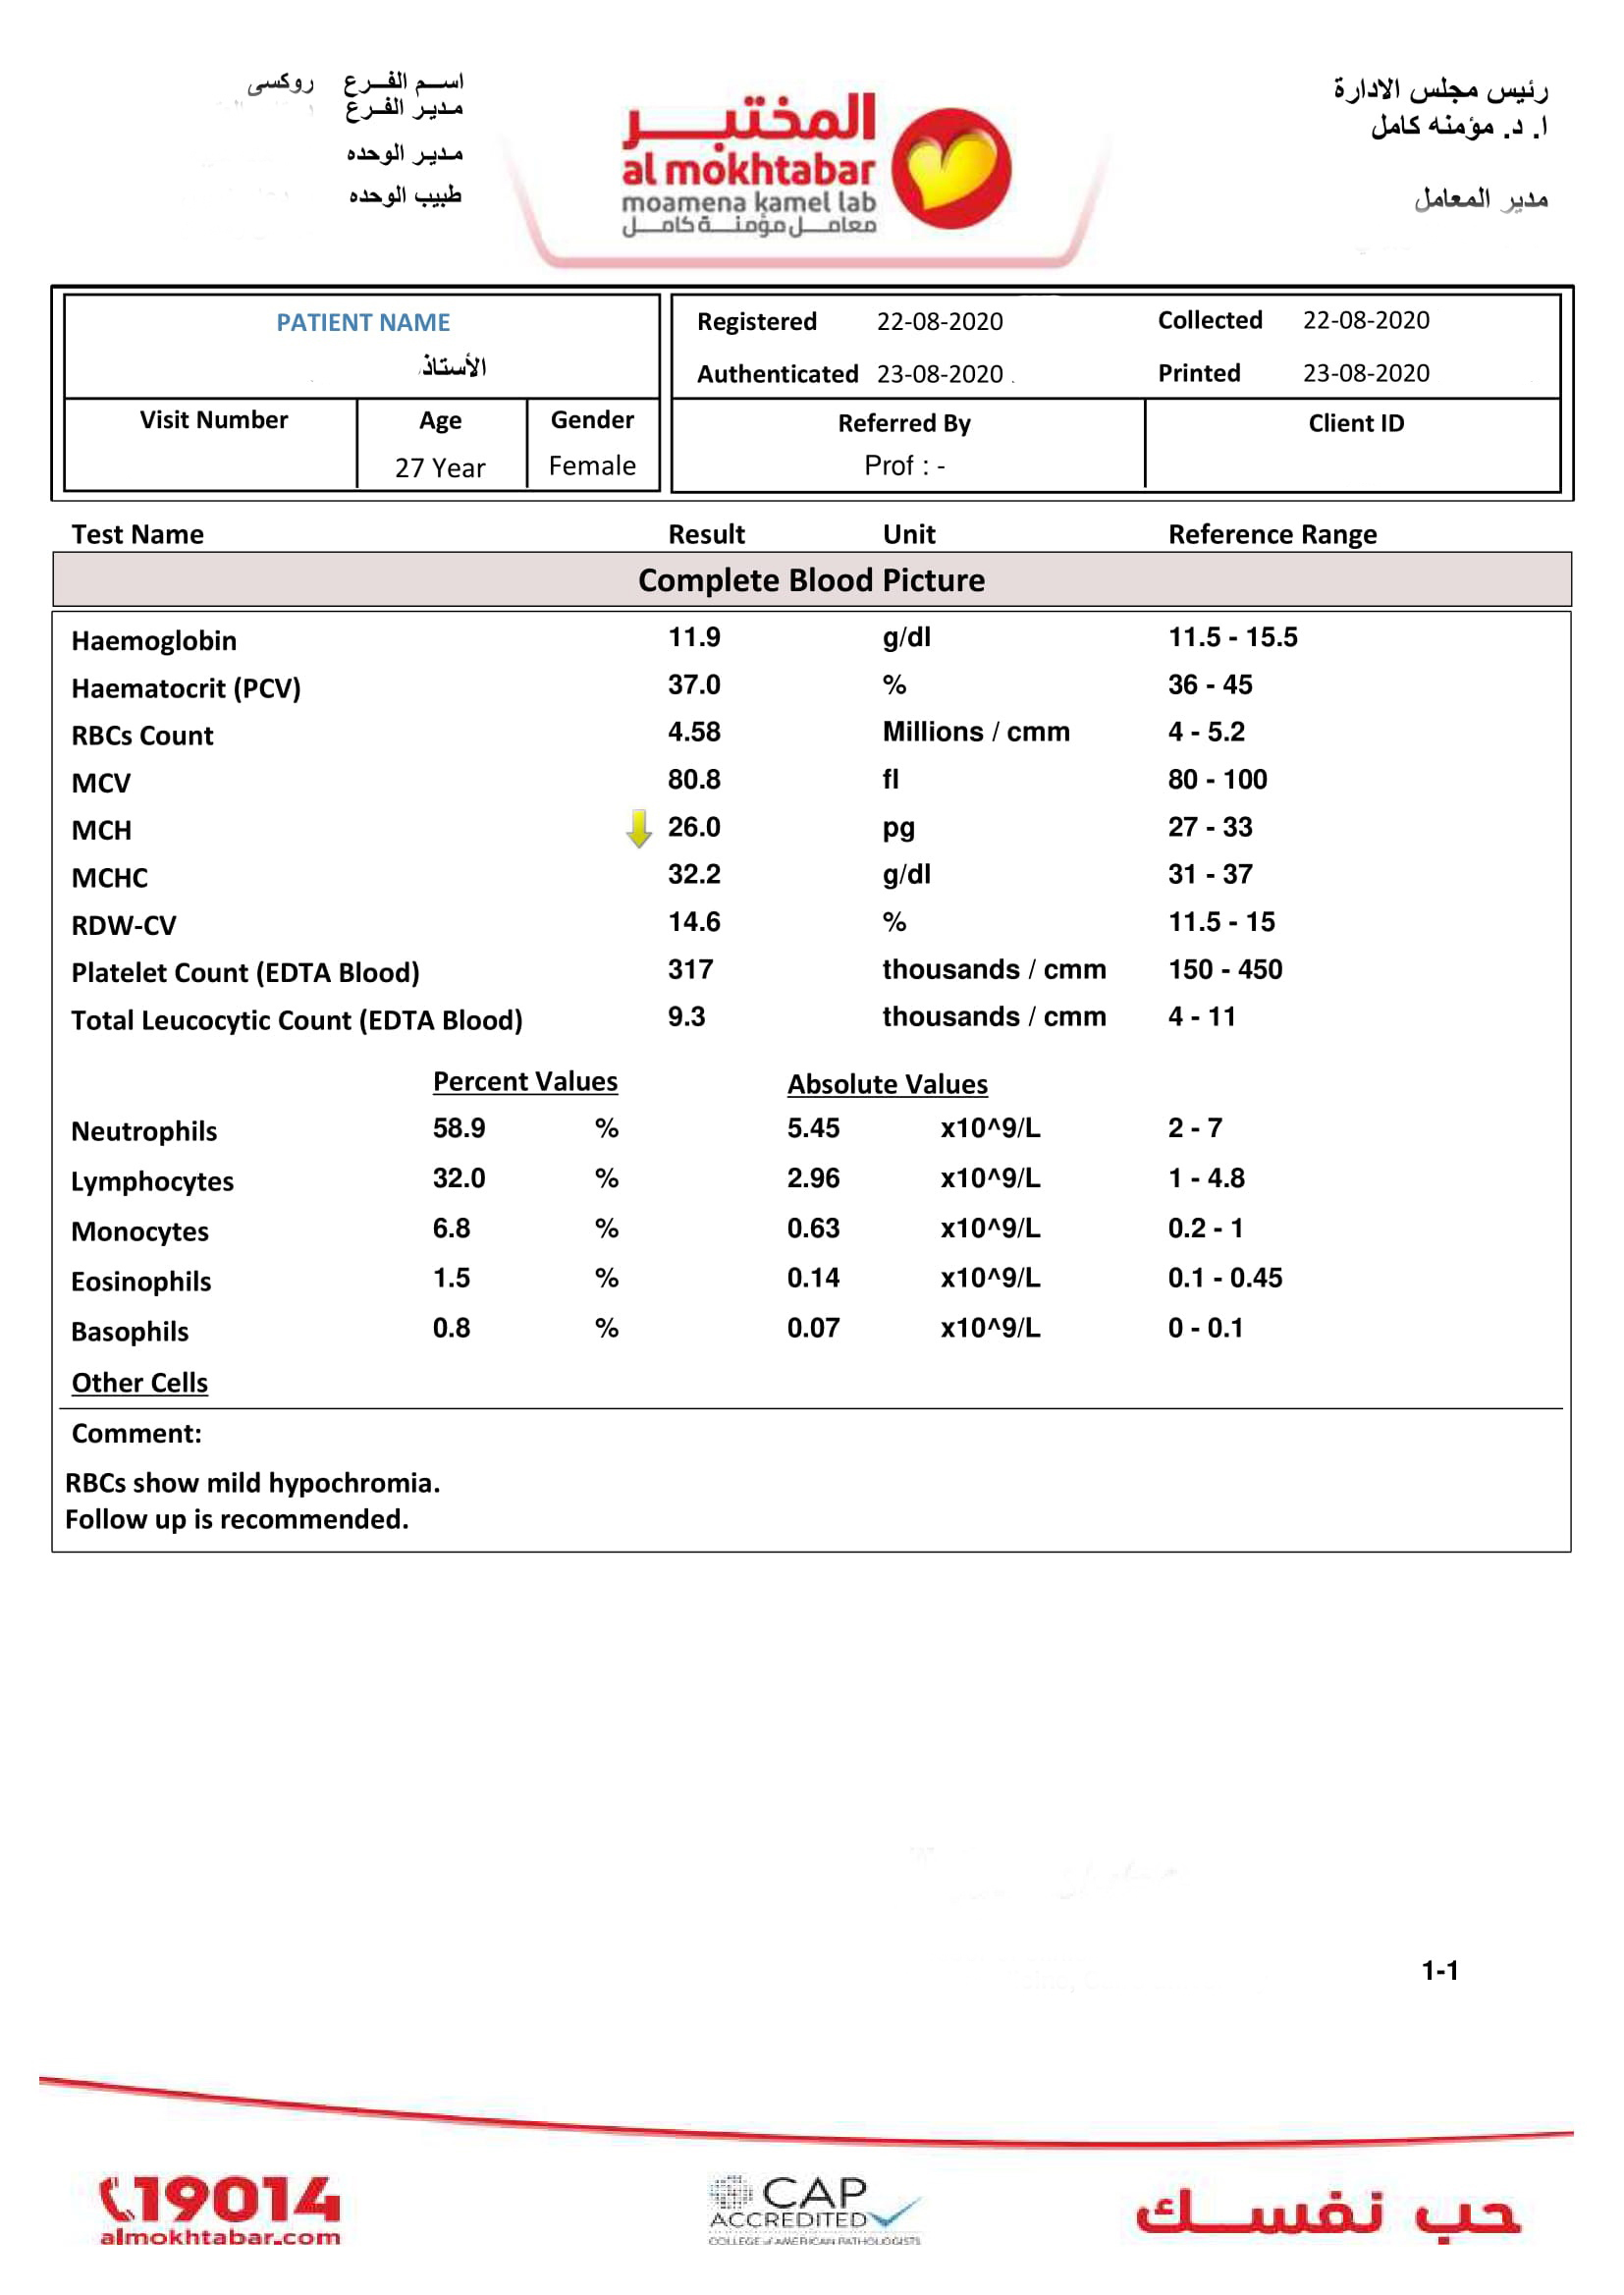 اسم الفرع روكسى
مدير الفرع
مدير الوحده
طبيب الوحده
المختبر
al mokhtabar
moamena kamel lab
معامل مؤمنة كامل
رئيس مجلس الادارة
ا. د. مؤمنه كامل
مدير المعامل
PATIENT NAME
الأستاذ
Registered 22-08-2020 Collected 22-08-2020
Authenticated 23-08-2020 Printed 23-08-2020
Visit Number Age Gender Referred By Client ID
27 Year Female Prof : -
Test Name Result Unit Reference Range
Complete Blood Picture
Haemoglobin 11.9 g/dl 11.5 - 15.5
Haematocrit (PCV) 37.0 % 36 - 45
RBCs Count 4.58 Millions / cmm 4 - 5.2
MCV 80.8 fl 80 - 100
MCH 26.0 pg 27 - 33
MCHC 32.2 g/dl 31 - 37
RDW-CV 14.6 % 11.5 - 15
Platelet Count (EDTA Blood) 317 thousands / cmm 150 - 450
Total Leucocytic Count (EDTA Blood) 9.3 thousands / cmm 4 - 11
Percent Values Absolute Values
Neutrophils 58.9 % 5.45 x10^9/L 2 - 7
Lymphocytes 32.0 % 2.96 x10^9/L 1 - 4.8
Monocytes 6.8 % 0.63 x10^9/L 0.2 - 1
Eosinophils 1.5 % 0.14 x10^9/L 0.1 - 0.45
Basophils 0.8 % 0.07 x10^9/L 0 - 0.1
Other Cells
Comment:
RBCs show mild hypochromia.
Follow up is recommended.
1-1
19014
almokhtabar.com
CAP
ACCREDITED
COLLEGE of AMERICAN PATHOLOGISTS
حب نفسك